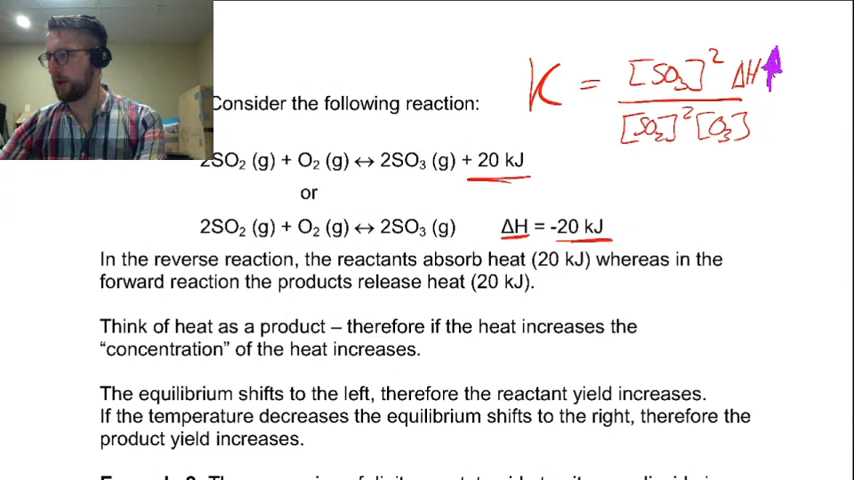 K = [SO₃]² ΔH↑
[SO₂]²[O₃]
Consider the following reaction:
2SO₂ (g) + O₂ (g) ↔ 2SO₃ (g) + 20 kJ
or
2SO₂ (g) + O₂ (g) ↔ 2SO₃ (g) ΔH = -20 kJ
In the reverse reaction, the reactants absorb heat (20 kJ) whereas in the
forward reaction the products release heat (20 kJ).
Think of heat as a product – therefore if the heat increases the
“concentration” of the heat increases.
The equilibrium shifts to the left, therefore the reactant yield increases.
If the temperature decreases the equilibrium shifts to the right, therefore the
product yield increases.